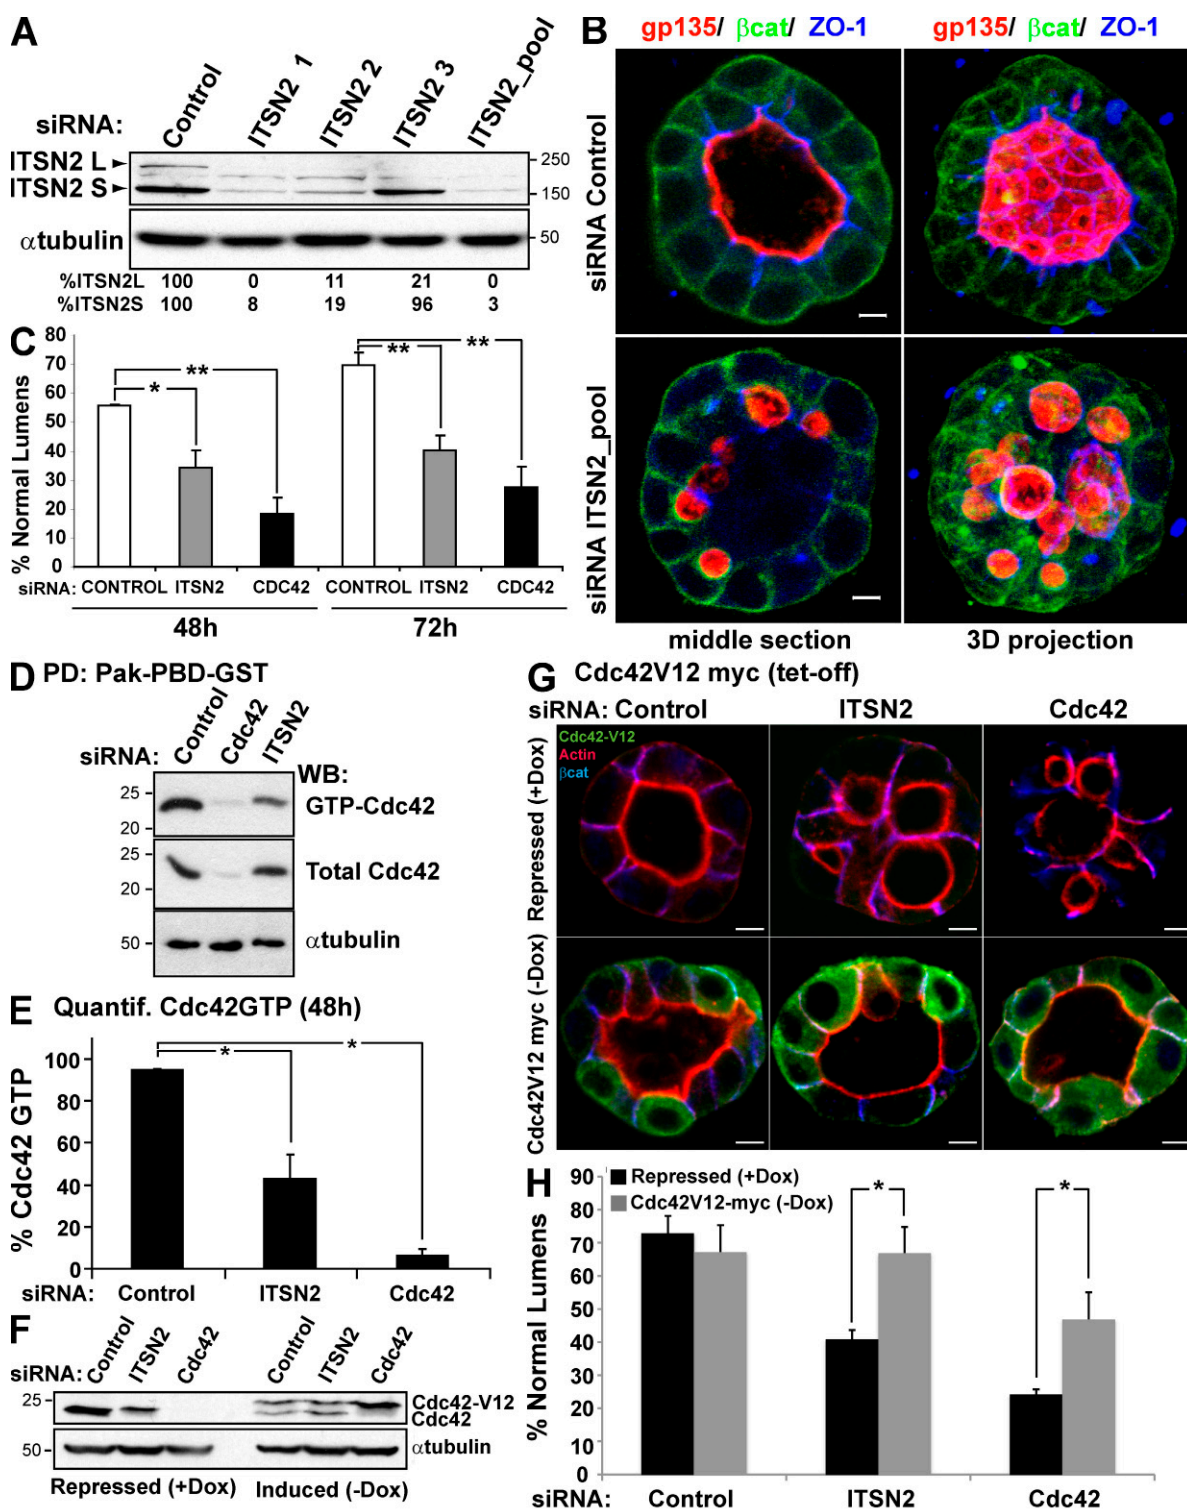 A
siRNA:
Control
ITSN2 1
ITSN2 2
ITSN2 3
ITSN2_pool
ITSN2 L
250
ITSN2 S
150
αtubulin
50
%ITSN2L 100 0 11 21 0
%ITSN2S 100 8 19 96 3
B
gp135/ βcat/ ZO-1
gp135/ βcat/ ZO-1
siRNA Control
siRNA ITSN2_pool
middle section
3D projection
C
% Normal Lumens
80
70
60
50
40
30
20
10
0
*
**
**
**
siRNA: CONTROL ITSN2 CDC42 CONTROL ITSN2 CDC42
48h
72h
D PD: Pak-PBD-GST
siRNA:
Control
Cdc42
ITSN2
WB:
25
20
GTP-Cdc42
25
20
Total Cdc42
50
αtubulin
E Quantif. Cdc42GTP (48h)
% Cdc42 GTP
100
80
60
40
20
0
*
*
siRNA: Control ITSN2 Cdc42
F
siRNA:
Control
ITSN2
Cdc42
Control
ITSN2
Cdc42
25
Cdc42-V12
Cdc42
50
αtubulin
Repressed (+Dox)
Induced (-Dox)
G Cdc42V12 myc (tet-off)
siRNA: Control ITSN2 Cdc42
Cdc42-V12
Actin
βcat
Repressed (+Dox)
Cdc42V12 myc (-Dox)
H
% Normal Lumens
Repressed (+Dox)
Cdc42V12-myc (-Dox)
90
80
70
60
50
40
30
20
10
0
*
*
siRNA: Control ITSN2 Cdc42